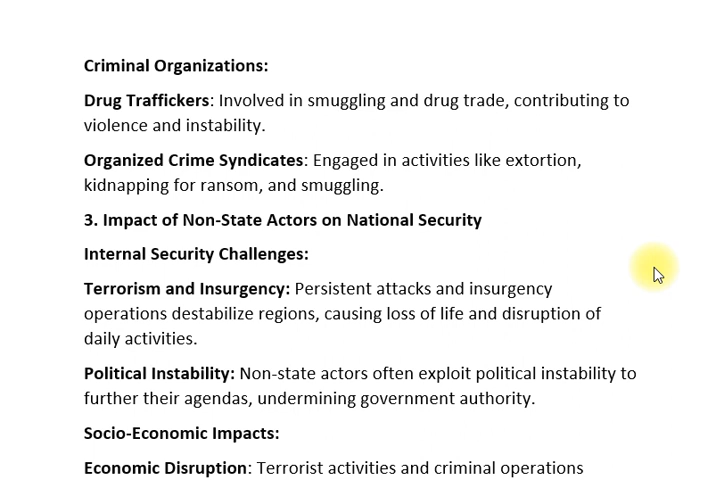 Criminal Organizations:
Drug Traffickers: Involved in smuggling and drug trade, contributing to
violence and instability.
Organized Crime Syndicates: Engaged in activities like extortion,
kidnapping for ransom, and smuggling.
3. Impact of Non-State Actors on National Security
Internal Security Challenges:
Terrorism and Insurgency: Persistent attacks and insurgency
operations destabilize regions, causing loss of life and disruption of
daily activities.
Political Instability: Non-state actors often exploit political instability to
further their agendas, undermining government authority.
Socio-Economic Impacts:
Economic Disruption: Terrorist activities and criminal operations